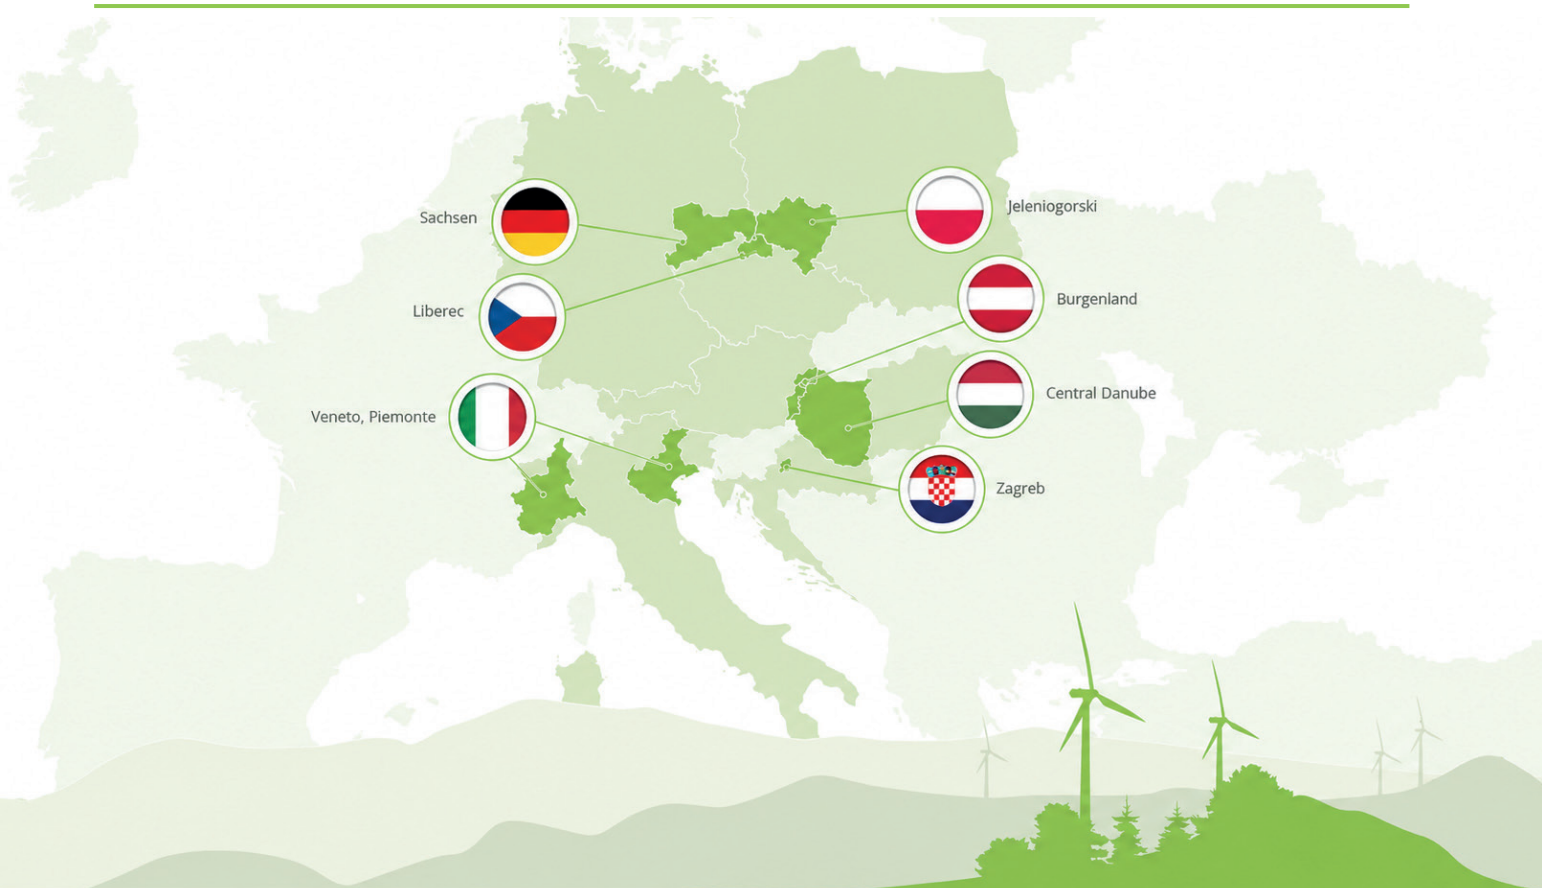 Sachsen
Jeleniogorski
Liberec
Burgenland
Veneto, Piemonte
Central Danube
Zagreb